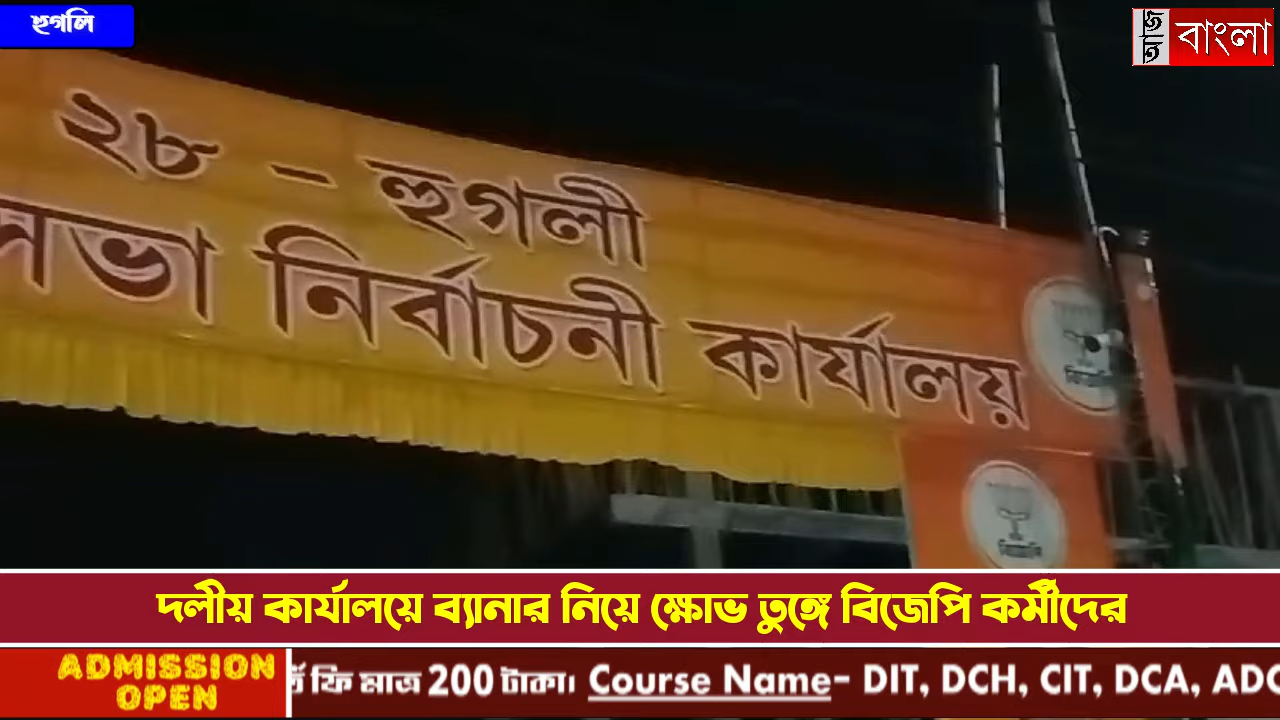 হুগলি
আজ বাংলা
২৮ - হুগলী
সভা নির্বাচনী কার্যালয়
দলীয় কার্যালয়ে ব্যানার নিয়ে ক্ষোভ তুঙ্গে বিজেপি কর্মীদের
ADMISSION OPEN
ফি মাত্র 200 টাকা। Course Name- DIT, DCH, CIT, DCA, ADC